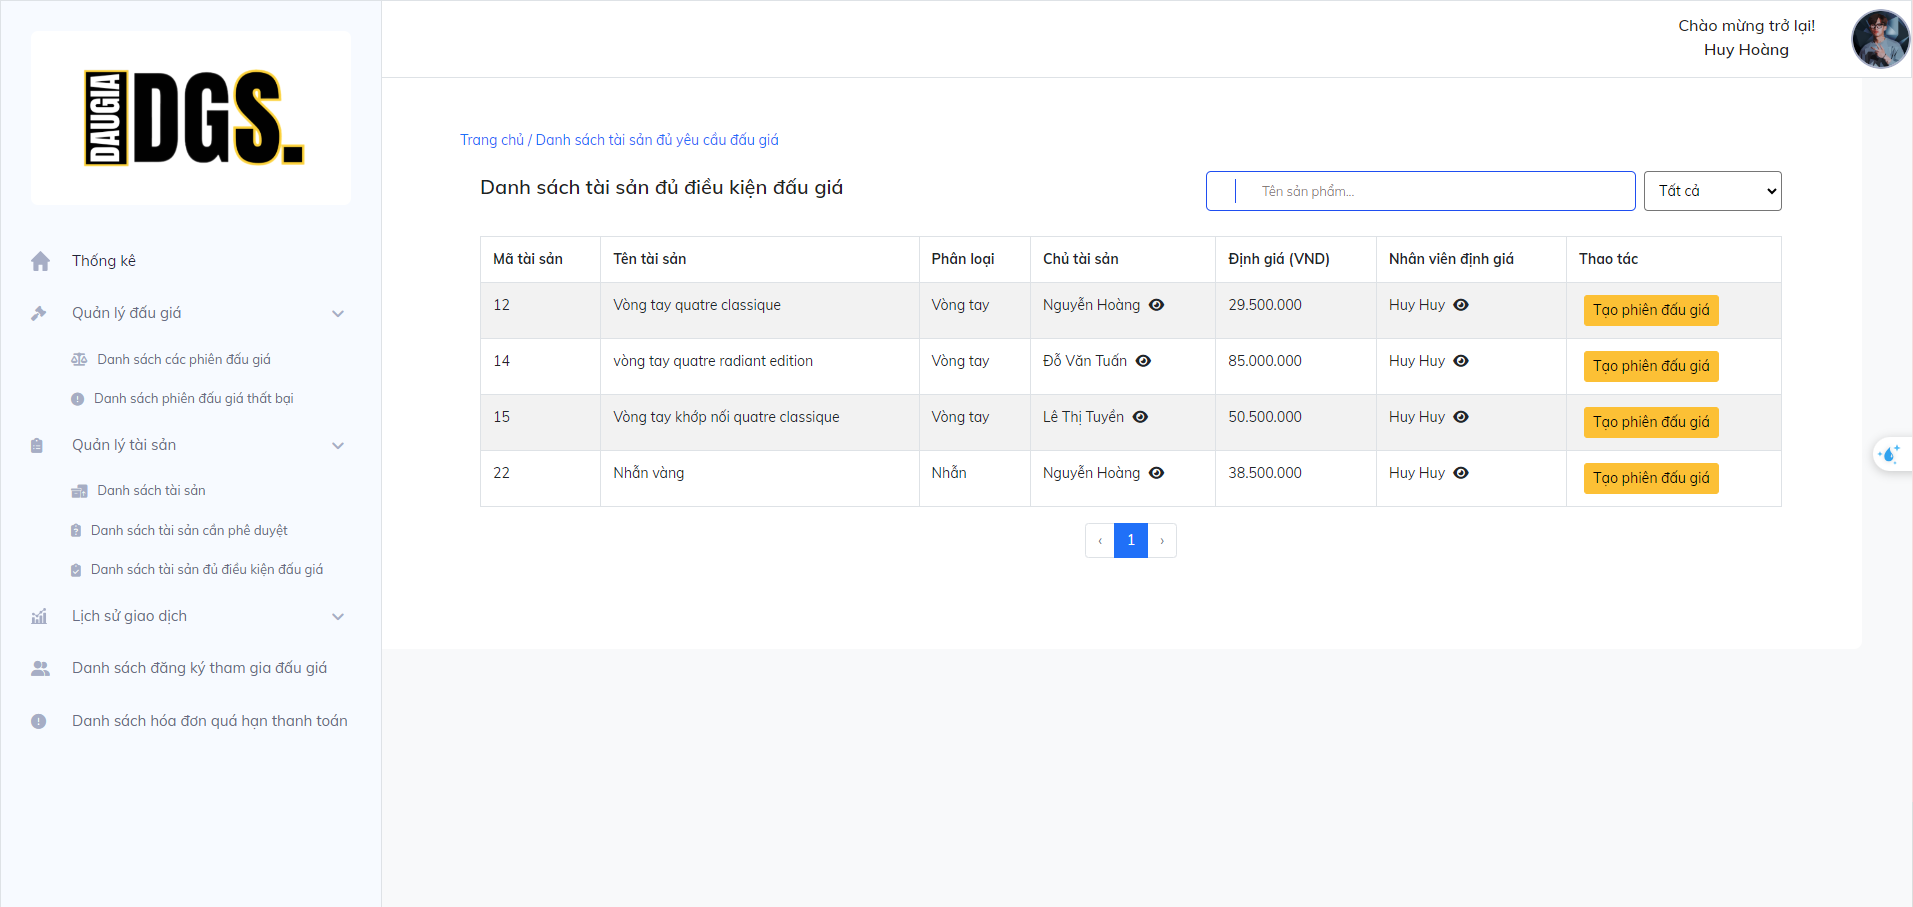 DAUGIA DGS.
Chào mừng trở lại!
Huy Hoàng
Thống kê
Quản lý đấu giá
Danh sách các phiên đấu giá
Danh sách phiên đấu giá thất bại
Quản lý tài sản
Danh sách tài sản
Danh sách tài sản cần phê duyệt
Danh sách tài sản đủ điều kiện đấu giá
Lịch sử giao dịch
Danh sách đăng ký tham gia đấu giá
Danh sách hóa đơn quá hạn thanh toán
Trang chủ / Danh sách tài sản đủ yêu cầu đấu giá
Danh sách tài sản đủ điều kiện đấu giá
Tên sản phẩm...
Tất cả
Mã tài sản Tên tài sản Phân loại Chủ tài sản Định giá (VND) Nhân viên định giá Thao tác
12 Vòng tay quatre classique Vòng tay Nguyễn Hoàng 29.500.000 Huy Huy Tạo phiên đấu giá
14 vòng tay quatre radiant edition Vòng tay Đỗ Văn Tuấn 85.000.000 Huy Huy Tạo phiên đấu giá
15 Vòng tay khớp nối quatre classique Vòng tay Lê Thị Tuyền 50.500.000 Huy Huy Tạo phiên đấu giá
22 Nhẫn vàng Nhẫn Nguyễn Hoàng 38.500.000 Huy Huy Tạo phiên đấu giá
‹ 1 ›